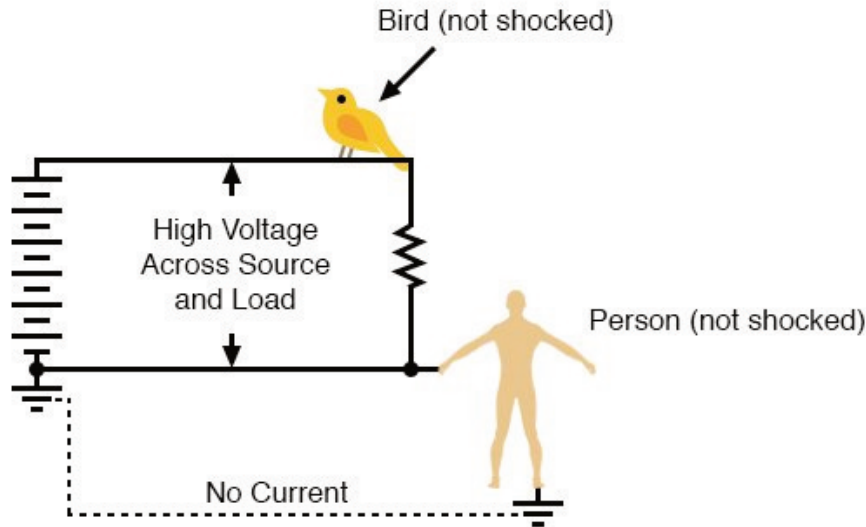 Bird (not shocked)
High Voltage
Across Source
and Load
Person (not shocked)
No Current